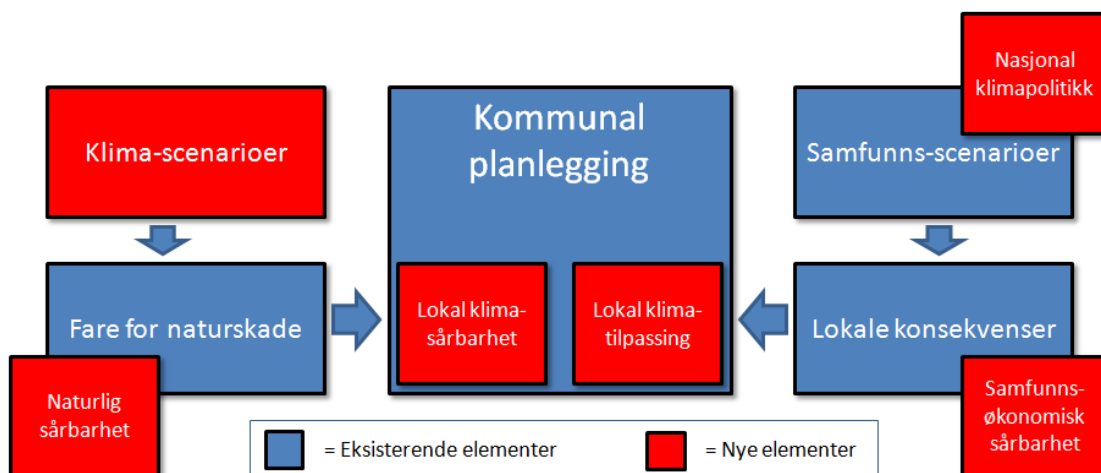 Nasjonal
klimapolitikk
Klima-scenarioer
Kommunal
planlegging
Samfunns-scenarioer
Fare for naturskade
Lokal klima-
sårbarhet
Lokal klima-
tilpassing
Lokale konsekvenser
Naturlig
sårbarhet
Samfunns-
økonomisk
sårbarhet
= Eksisterende elementer
= Nye elementer